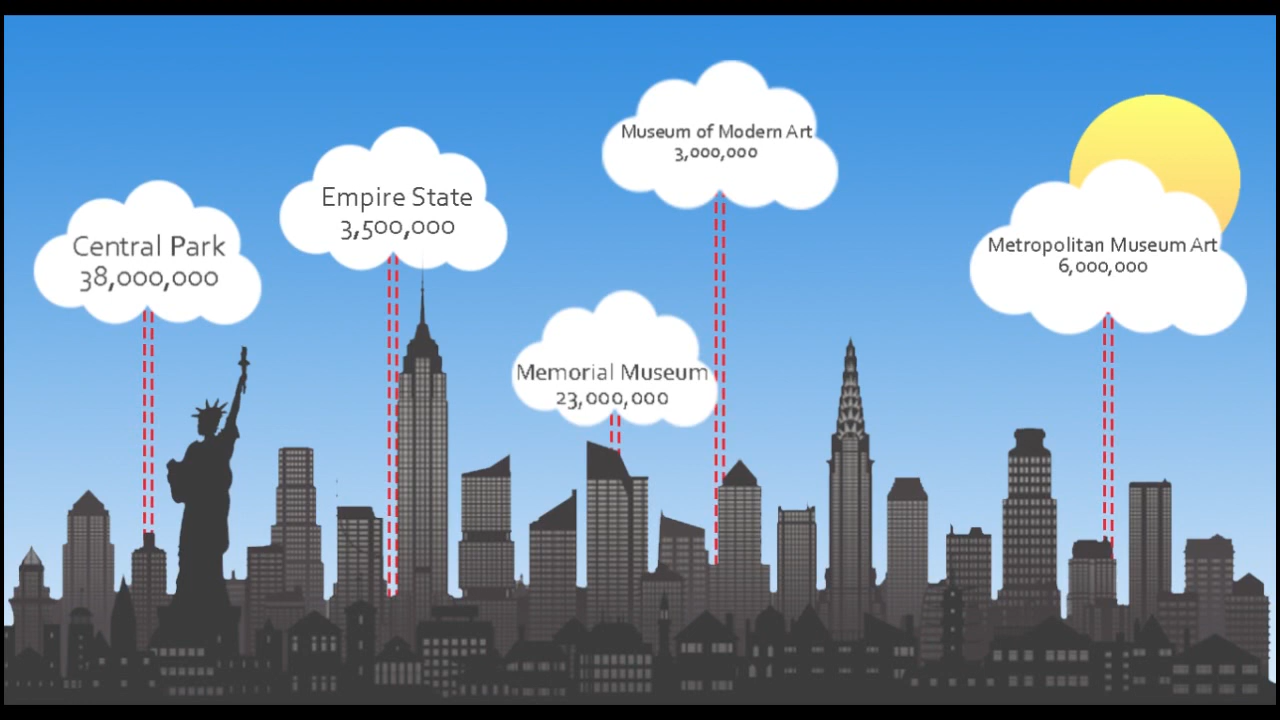 Central Park
38,000,000
Empire State
3,500,000
Memorial Museum
23,000,000
Museum of Modern Art
3,000,000
Metropolitan Museum Art
6,000,000